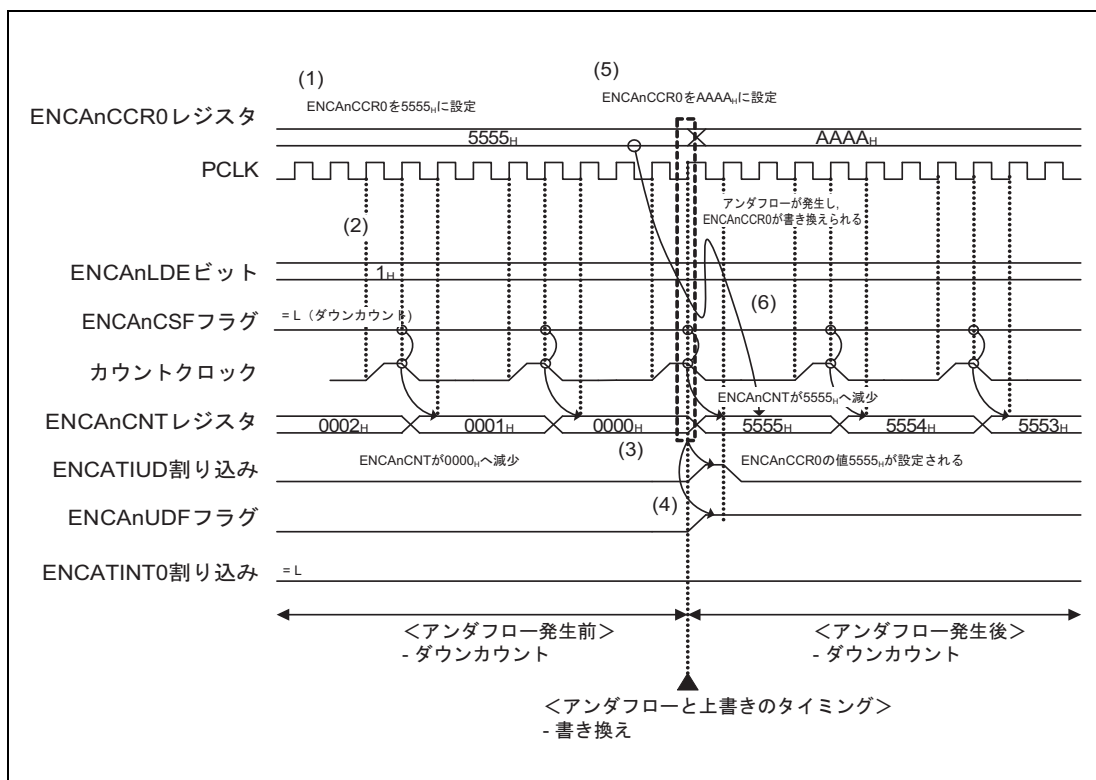 (1)
(5)
ENCAnCCR0を5555Hに設定
ENCAnCCR0をAAAAHに設定
ENCAnCCR0レジスタ
5555H
AAAAH
PCLK
アンダフローが発生し,
ENCAnCCR0が書き換えられる
(2)
ENCAnLDEビット
1H
(6)
ENCAnCSFフラグ
= L (ダウンカウント)
カウントクロック
ENCAnCNTが5555Hへ減少
ENCAnCNTレジスタ
0002H
0001H
0000H
5555H
5554H
5553H
(3)
ENCATIUD割り込み
ENCAnCNTが0000Hへ減少
ENCAnCCR0の値5555Hが設定される
(4)
ENCAnUDFフラグ
ENCATINT0割り込み
= L
<アンダフロー発生前>
- ダウンカウント
<アンダフロー発生後>
- ダウンカウント
<アンダフローと上書きのタイミング>
- 書き換え